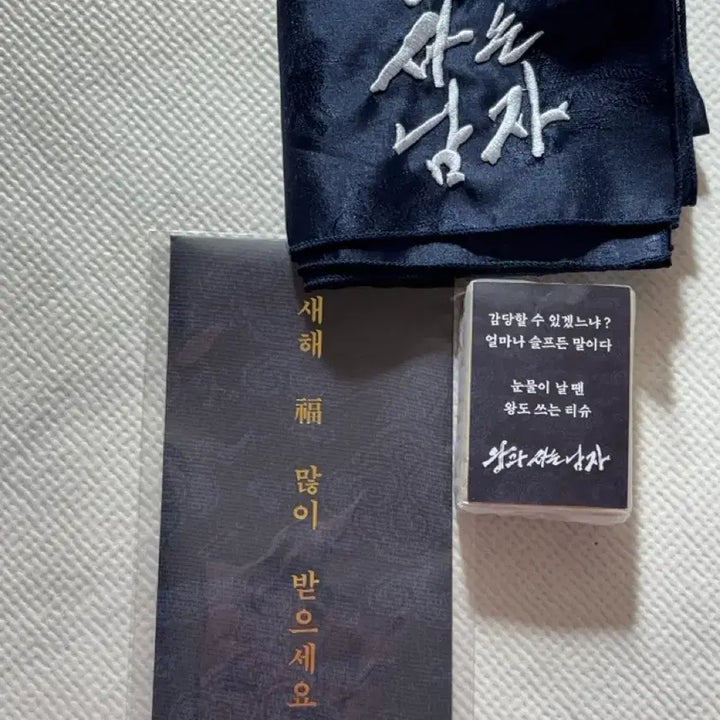 사는
남자
새해 福 많이 받으세요
감당할 수 있겠느냐?
얼마나 슬프든 말이다
눈물이 날 땐
왕도 쓰는 티슈
왕과 사는 남자